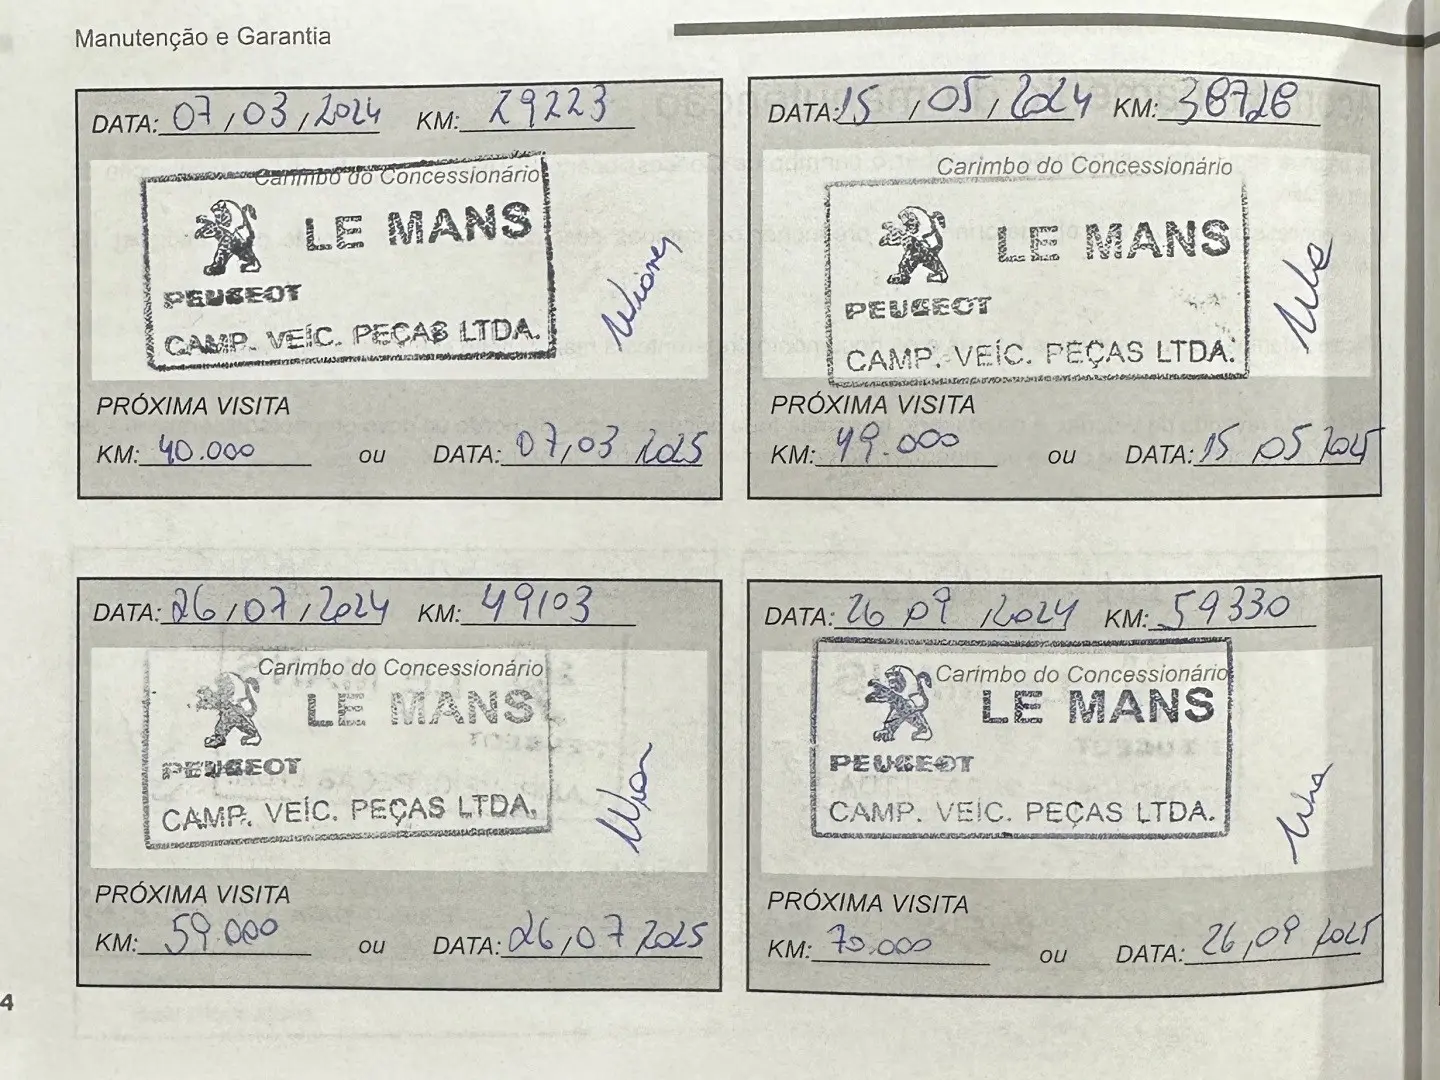 Manutenção e Garantia
DATA: 07/03/2024 KM: 29223
Carimbo do Concessionário
LE MANS
PEUGEOT
CAMP. VEÍC. PEÇAS LTDA.
PRÓXIMA VISITA
KM: 40.000 ou DATA: 07/03 2025
DATA: 15/05/2024 KM: 38728
Carimbo do Concessionário
LE MANS
PEUGEOT
CAMP. VEÍC. PEÇAS LTDA.
PRÓXIMA VISITA
KM: 49.000 ou DATA: 15 05 2025
DATA: 26/07/2024 KM: 49103
Carimbo do Concessionário
LE MANS
PEUGEOT
CAMP. VEÍC. PEÇAS LTDA.
PRÓXIMA VISITA
KM: 59.000 ou DATA: 26/07 2025
DATA: 26 09 /2024 KM: 59330
Carimbo do Concessionário
LE MANS
PEUGEOT
CAMP. VEÍC. PEÇAS LTDA.
PRÓXIMA VISITA
KM: 70.000 ou DATA: 26/09 2025
4